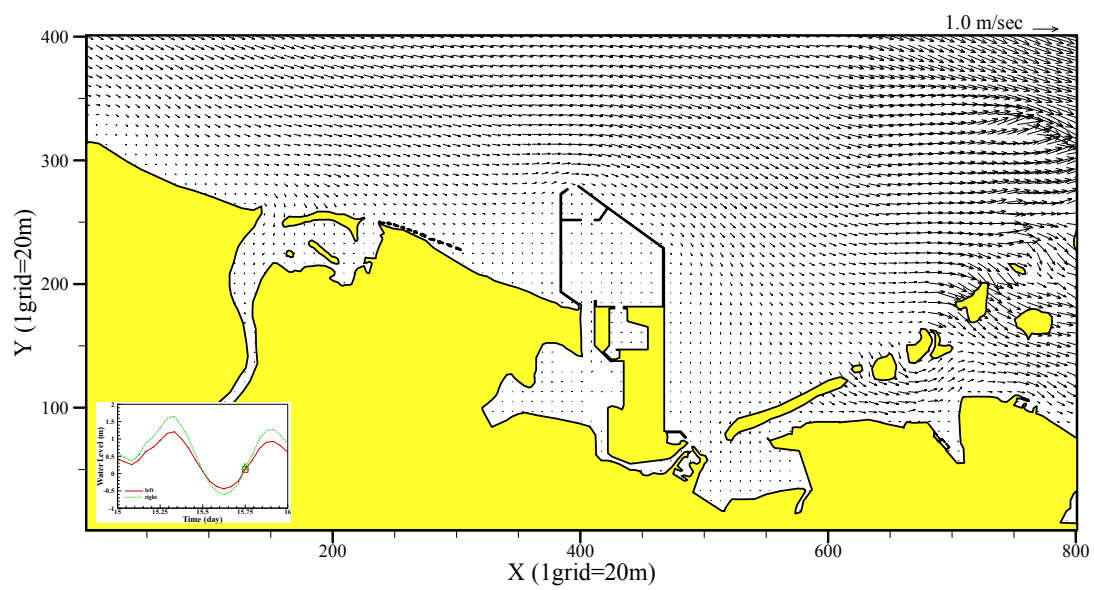 1.0 m/sec
400
300
200
100
Y (1grid=20m)
200
400
600
800
X (1grid=20m)
2
1.5
1
0.5
0
-0.5
-1
Water Level (m)
left
right
15
15.25
15.5
15.75
16
Time (day)